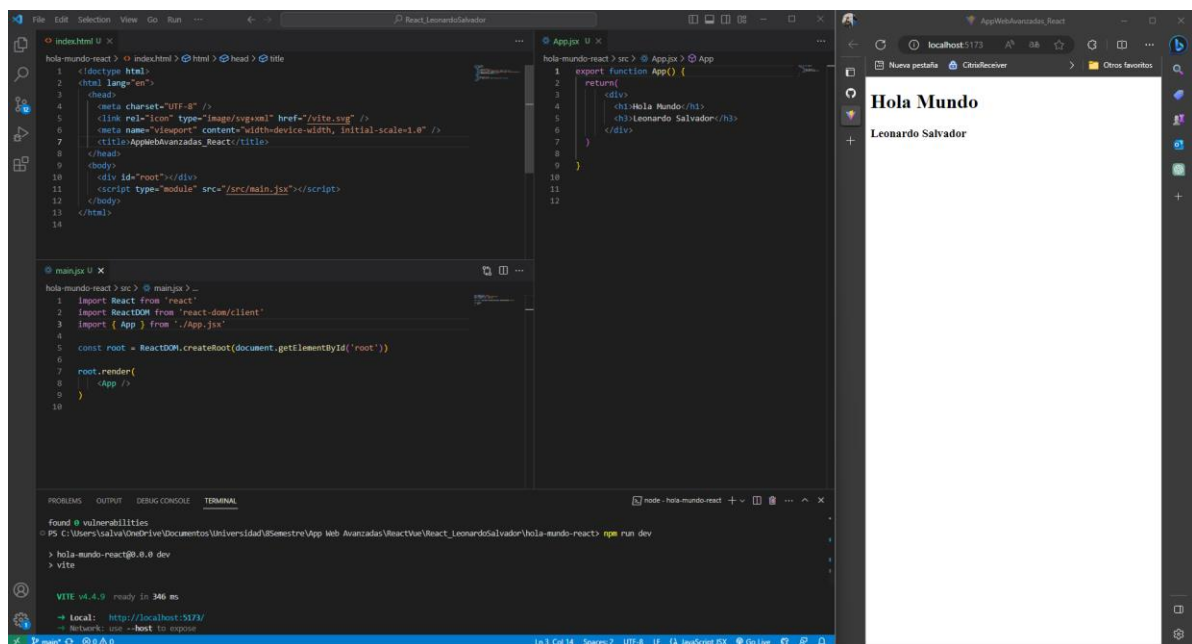 File Edit Selection View Go Run ···
React_LeonardoSalvador
index.html U
hola-mundo-react > index.html > html > head > title
1 <!doctype html>
2 <html lang="en">
3 <head>
4 <meta charset="UTF-8" />
5 <link rel="icon" type="image/svg+xml" href="/vite.svg" />
6 <meta name="viewport" content="width=device-width, initial-scale=1.0" />
7 <title>AppWebAvanzadas_React</title>
8 </head>
9 <body>
10 <div id="root"></div>
11 <script type="module" src="/src/main.jsx"></script>
12 </body>
13 </html>
14
main.jsx U
hola-mundo-react > src > main.jsx > ...
1 import React from 'react'
2 import ReactDOM from 'react-dom/client'
3 import { App } from './App.jsx'
4
5 const root = ReactDOM.createRoot(document.getElementById('root'))
6
7 root.render(
8 <App />
9 )
10
App.jsx U
hola-mundo-react > src > App.jsx > App
1 export function App() {
2 return(
3 <div>
4 <h1>Hola Mundo</h1>
5 <h3>Leonardo Salvador</h3>
6 </div>
7 )
8
9 }
10
11
12
PROBLEMS OUTPUT DEBUG CONSOLE TERMINAL
node - hola-mundo-react
found 0 vulnerabilities
PS C:\Users\salva\OneDrive\Documentos\Universidad\8Semestre\App Web Avanzadas\ReactVue\React_LeonardoSalvador\hola-mundo-react> npm run dev
> hola-mundo-react@0.0.0 dev
> vite
VITE v4.4.9 ready in 346 ms
→ Local: http://localhost:5173/
→ Network: use --host to expose
main* 0 0 Ln 3, Col 14 Spaces: 2 UTF-8 LF JavaScript JSX Go Live
AppWebAvanzadas_React
localhost:5173
Nueva pestaña CitrixReceiver Otros favoritos
Hola Mundo
Leonardo Salvador